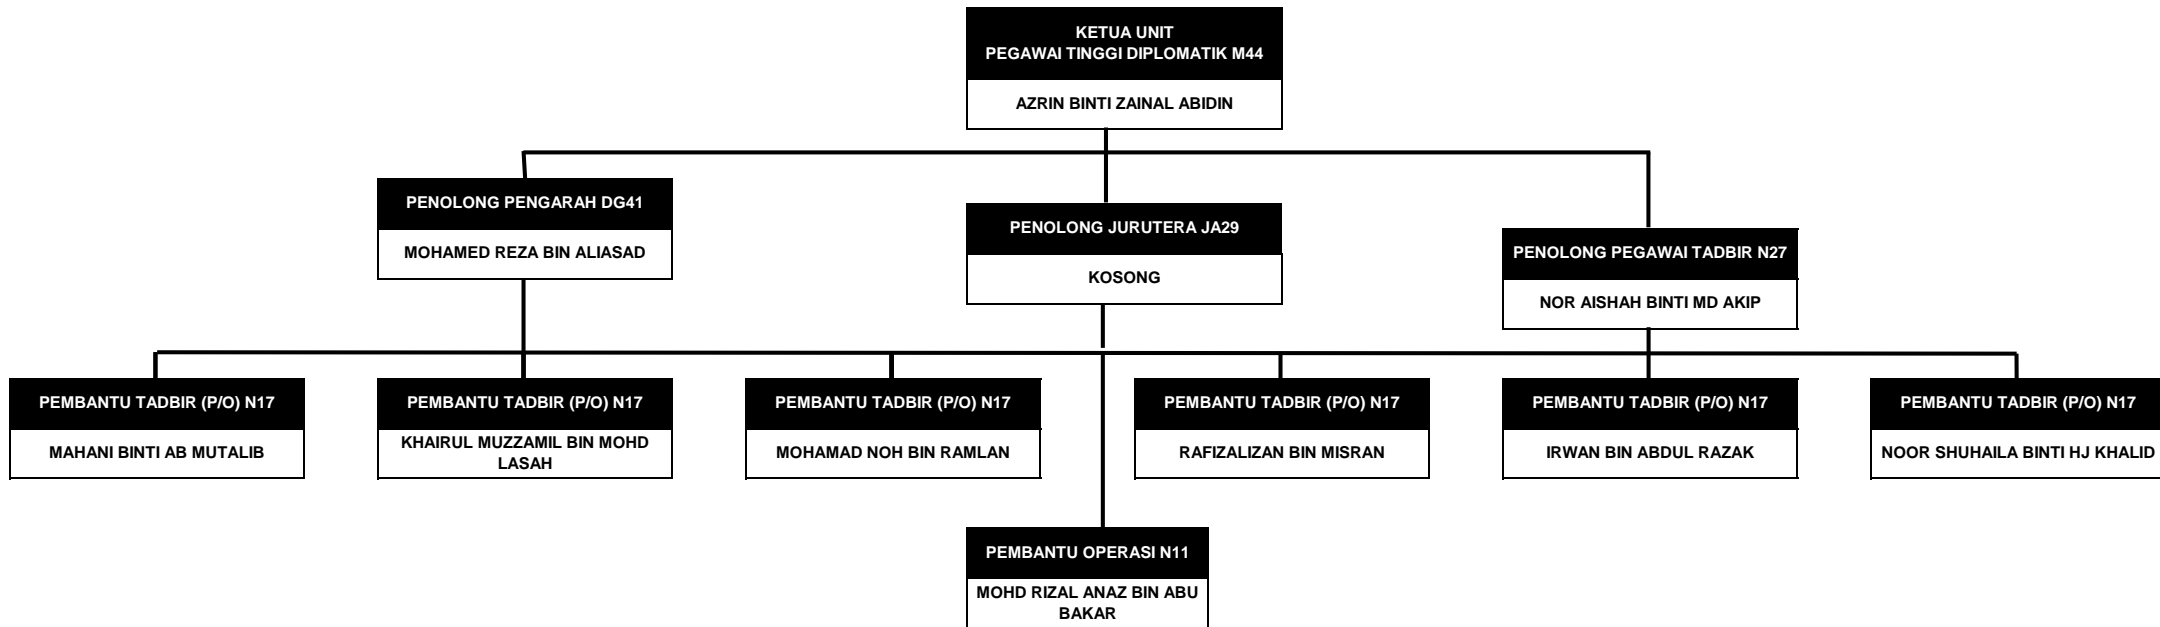 KETUA UNIT
PEGAWAI TINGGI DIPLOMATIK M44
AZRIN BINTI ZAINAL ABIDIN
PENOLONG PENGARAH DG41
MOHAMED REZA BIN ALIASAD
PENOLONG JURUTERA JA29
KOSONG
PENOLONG PEGAWAI TADBIR N27
NOR AISHAH BINTI MD AKIP
PEMBANTU TADBIR (P/O) N17
MAHANI BINTI AB MUTALIB
PEMBANTU TADBIR (P/O) N17
KHAIRUL MUZZAMIL BIN MOHD
LASAH
PEMBANTU TADBIR (P/O) N17
MOHAMAD NOH BIN RAMLAN
PEMBANTU TADBIR (P/O) N17
RAFIZALIZAN BIN MISRAN
PEMBANTU TADBIR (P/O) N17
IRWAN BIN ABDUL RAZAK
PEMBANTU TADBIR (P/O) N17
NOOR SHUHAILA BINTI HJ KHALID
PEMBANTU OPERASI N11
MOHD RIZAL ANAZ BIN ABU
BAKAR